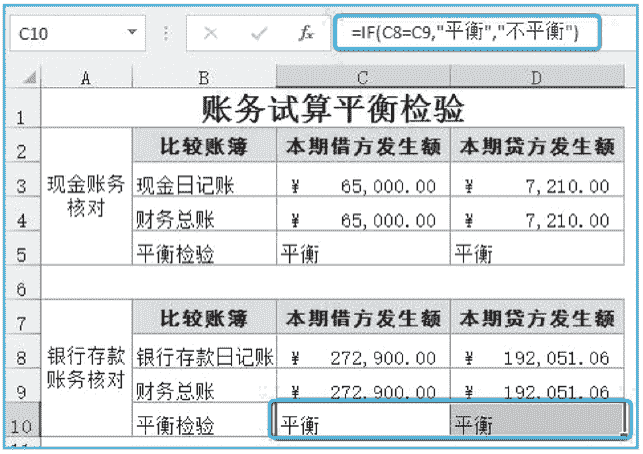 C10 fx =IF(C8=C9,"平衡","不平衡")
A B C D
1 账务试算平衡检验
2 比较账簿 本期借方发生额 本期贷方发生额
3 现金日记账 ¥ 65,000.00 ¥ 7,210.00
现金账务核对
4 财务总账 ¥ 65,000.00 ¥ 7,210.00
5 平衡检验 平衡 平衡
6
7 比较账簿 本期借方发生额 本期贷方发生额
8 银行存款日记账 ¥ 272,900.00 ¥ 192,051.06
银行存款账务核对
9 财务总账 ¥ 272,900.00 ¥ 192,051.06
10 平衡检验 平衡 平衡